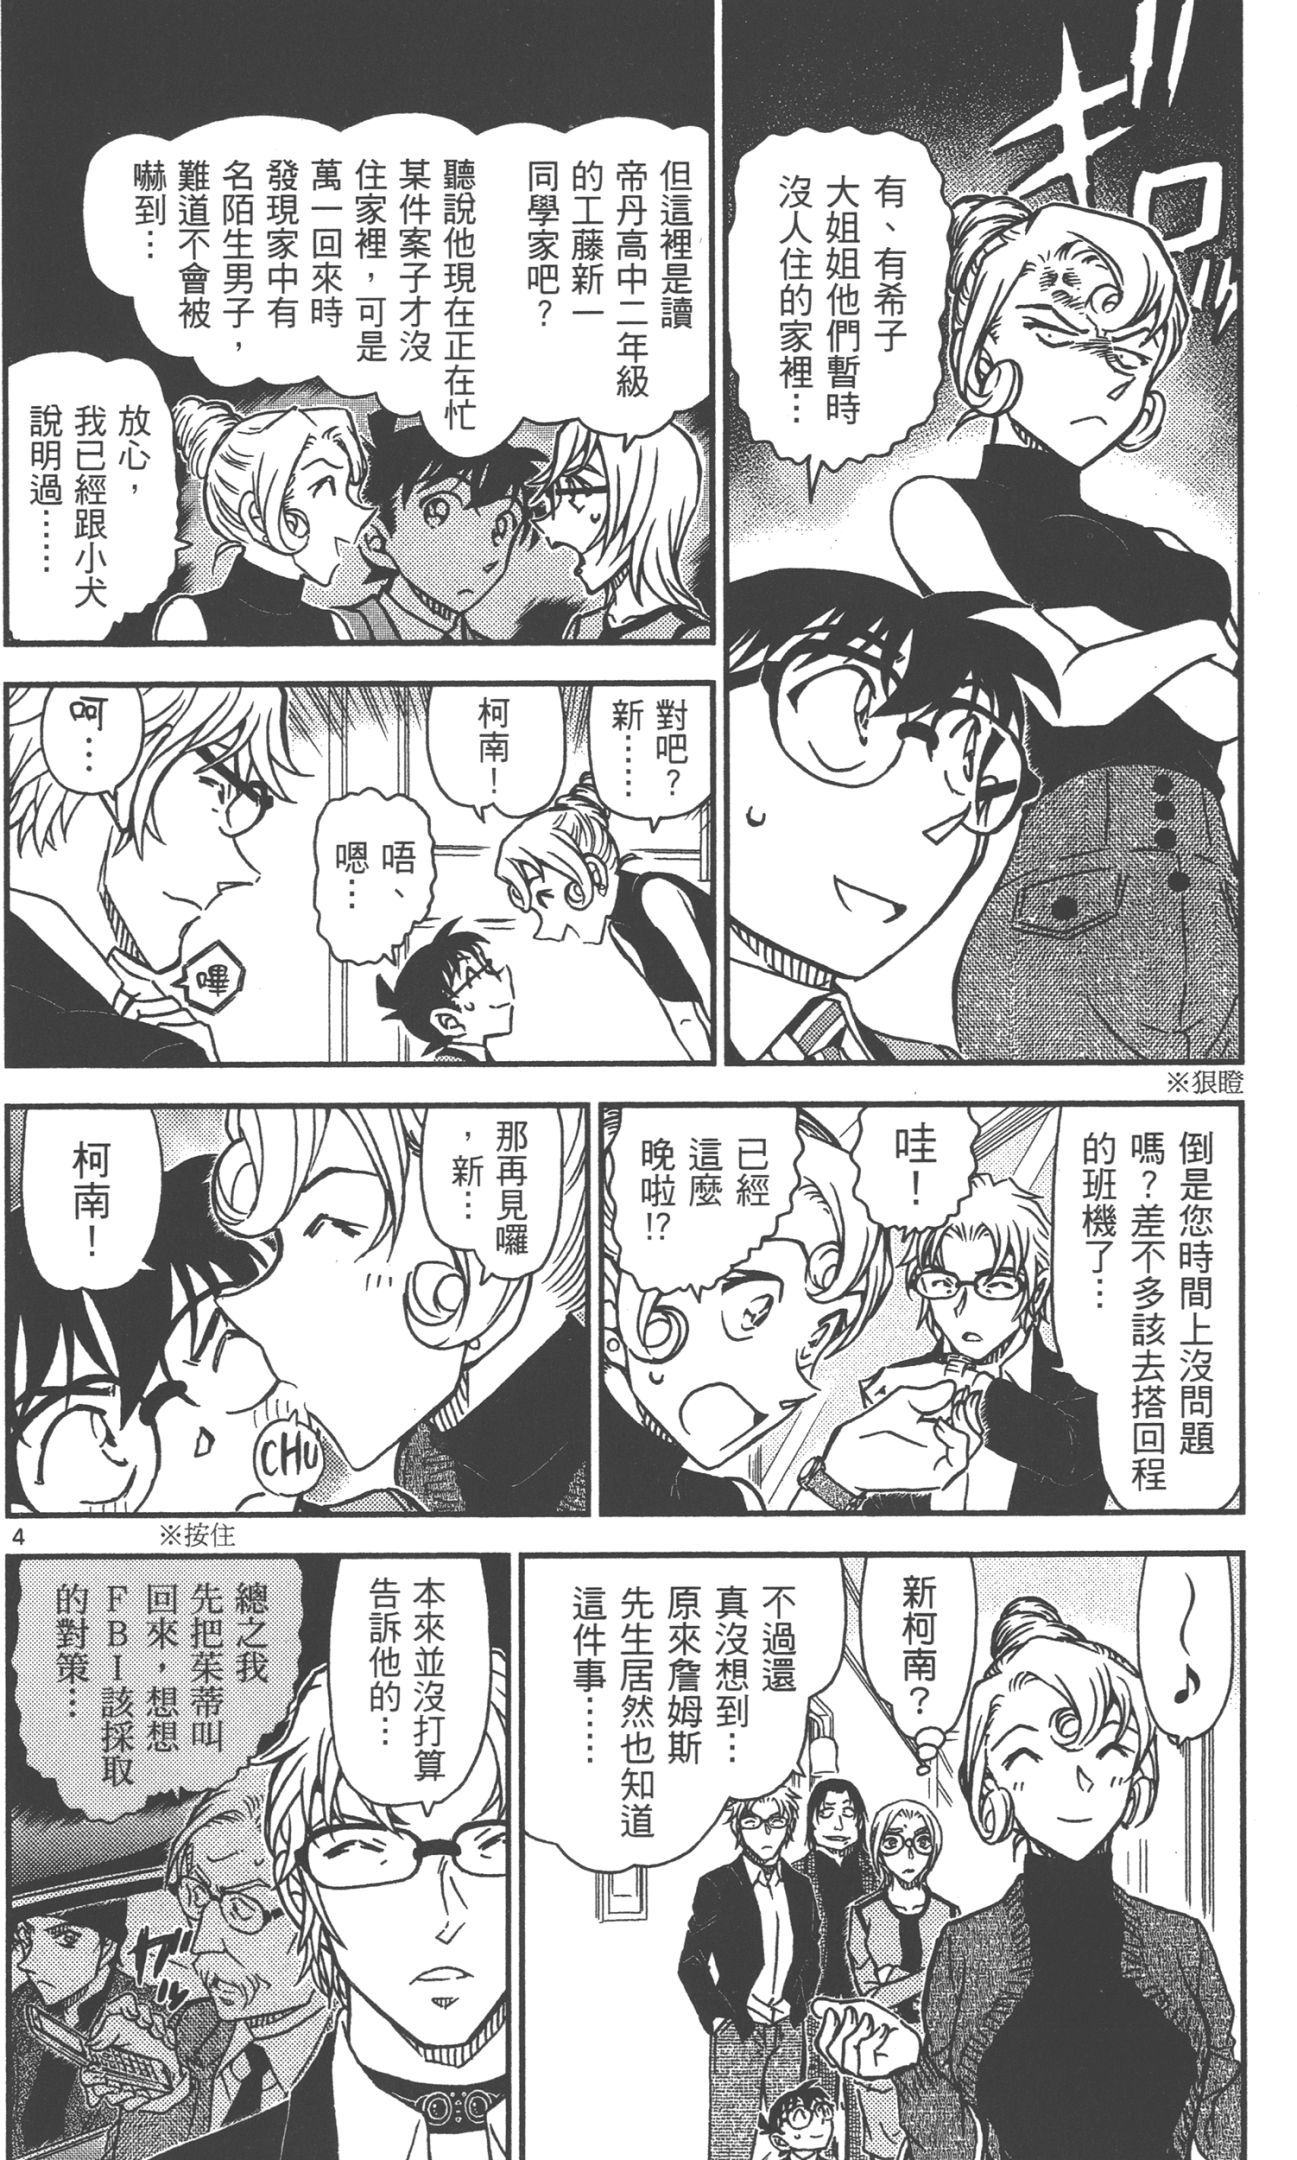 ギロッ
有、有希子
大姐姐他們暫時
沒人住的家裡…
※狠瞪
但這裡是讀
帝丹高中二年級
的工藤新一
同學家吧？
聽說他現在正在忙
某件案子才沒
住家裡，可是
萬一回來時
發現家中有
名陌生男子，
難道不會被
嚇到…
放心，
我已經跟小犬
說明過……
對吧？
新……
柯南！
唔、
嗯…
呵…
嗶
倒是您時間上沒問題
嗎？差不多該去搭回程
的班機了…
哇！
已經
這麼
晚啦!?
那再見囉
，新…
柯南！
CHU
4
※按住
♪
新柯南？
不過還
真沒想到…
原來詹姆斯
先生居然也知道
這件事……
本來並沒打算
告訴他的…
總之我
先把茱蒂叫
回來，想想
FBI該採取
的對策…